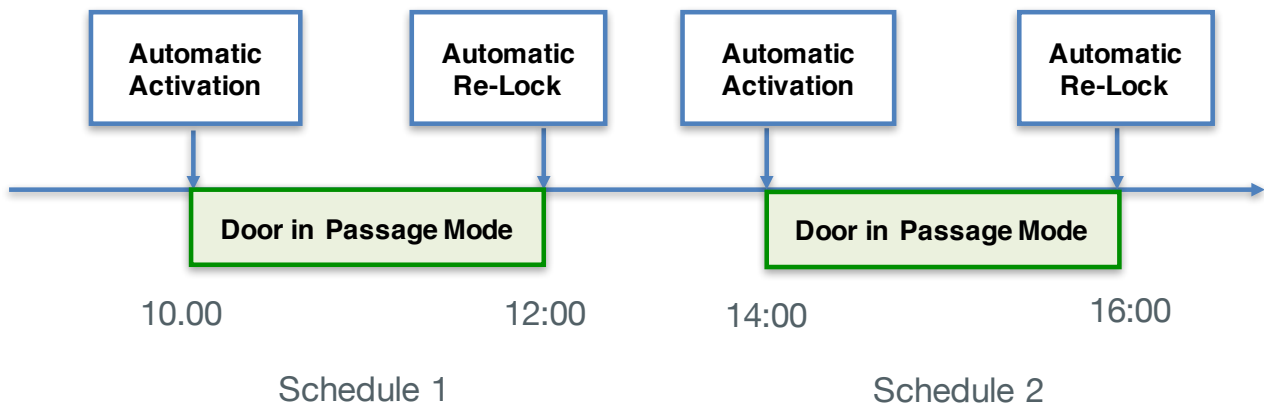 Automatic
Activation
Automatic
Re-Lock
Automatic
Activation
Automatic
Re-Lock
Door in Passage Mode
Door in Passage Mode
10.00
12:00
14:00
16:00
Schedule 1
Schedule 2